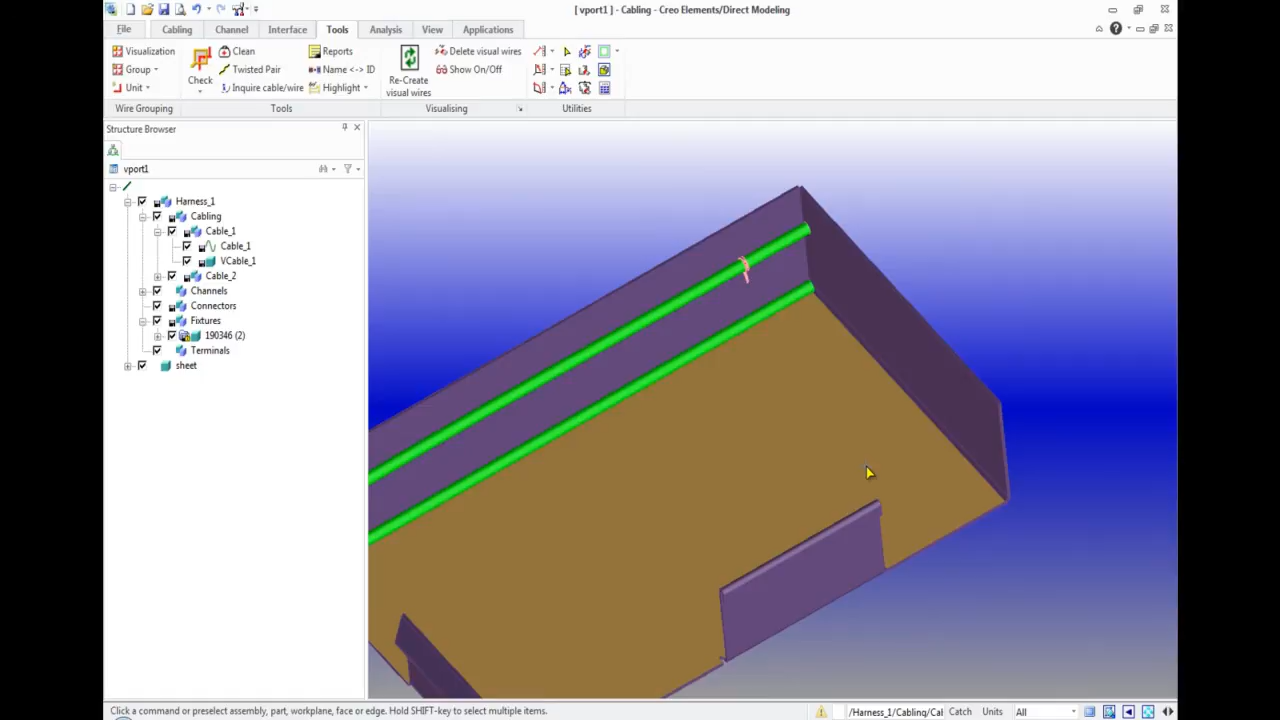 [ vport1 ] - Cabling - Creo Elements/Direct Modeling
File Cabling Channel Interface Tools Analysis View Applications
Visualization
Group
Unit
Wire Grouping
Check
Clean
Twisted Pair
Inquire cable/wire
Reports
Name <-> ID
Highlight
Tools
Re-Create
visual wires
Delete visual wires
Show On/Off
Visualising
Utilities
Structure Browser
vport1
Harness_1
Cabling
Cable_1
Cable_1
VCable_1
Cable_2
Channels
Connectors
Fixtures
190346 (2)
Terminals
sheet
Click a command or preselect assembly, part, workplane, face or edge. Hold SHIFT-key to select multiple items.
/Harness_1/Cabling/Cal Catch Units All